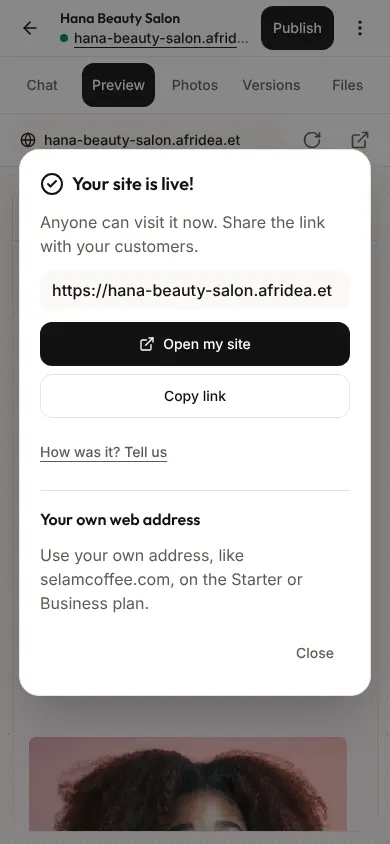 Hana Beauty Salon
hana-beauty-salon.afrid...
Publish
Chat
Preview
Photos
Versions
Files
hana-beauty-salon.afridea.et
Your site is live!
Anyone can visit it now. Share the link
with your customers.
https://hana-beauty-salon.afridea.et
Open my site
Copy link
How was it? Tell us
Your own web address
Use your own address, like
selamcoffee.com, on the Starter or
Business plan.
Close